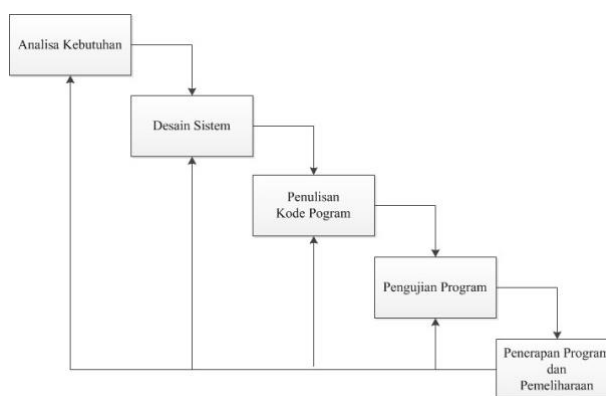 Analisa Kebutuhan
Desain Sistem
Penulisan
Kode Pogram
Pengujian Program
Penerapan Program
dan
Pemeliharaan